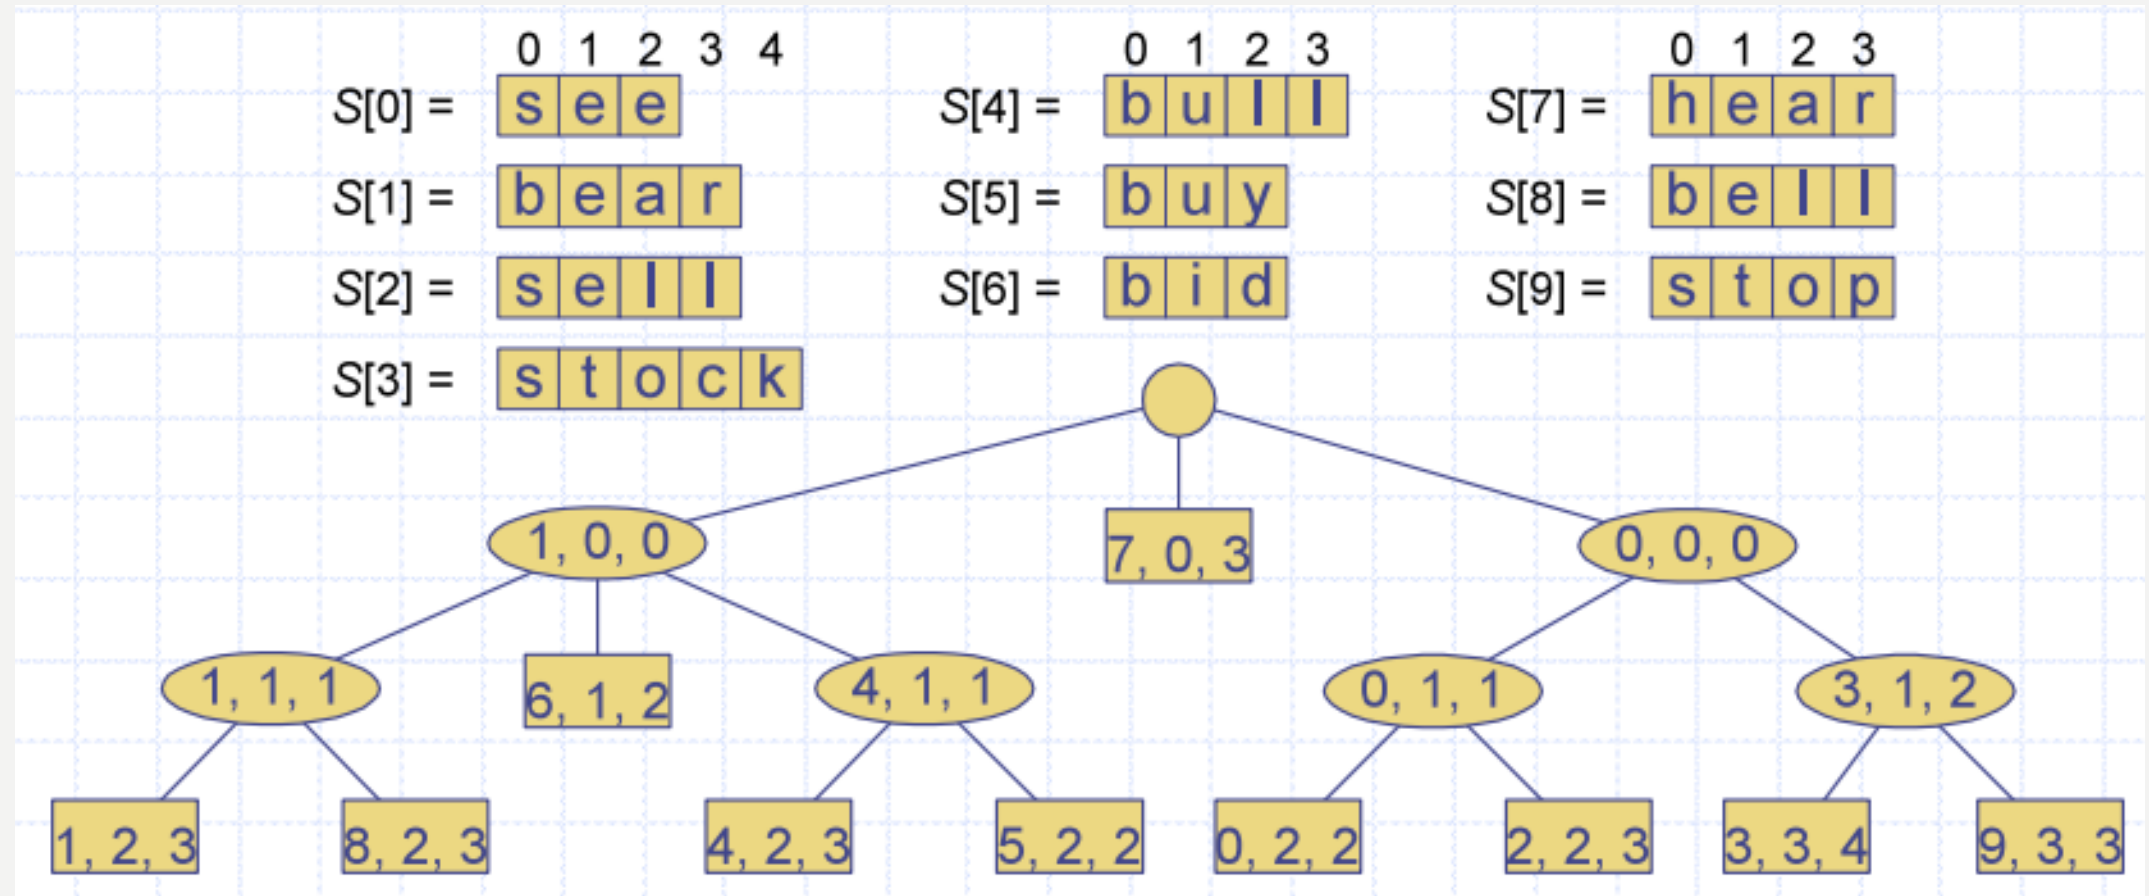 0 1 2 3 4 0 1 2 3 0 1 2 3
S[0] = s e e S[4] = b u l l S[7] = h e a r
S[1] = b e a r S[5] = b u y S[8] = b e l l
S[2] = s e l l S[6] = b i d S[9] = s t o p
S[3] = s t o c k
1, 0, 0 7, 0, 3 0, 0, 0
1, 1, 1 6, 1, 2 4, 1, 1 0, 1, 1 3, 1, 2
1, 2, 3 8, 2, 3 4, 2, 3 5, 2, 2 0, 2, 2 2, 2, 3 3, 3, 4 9, 3, 3